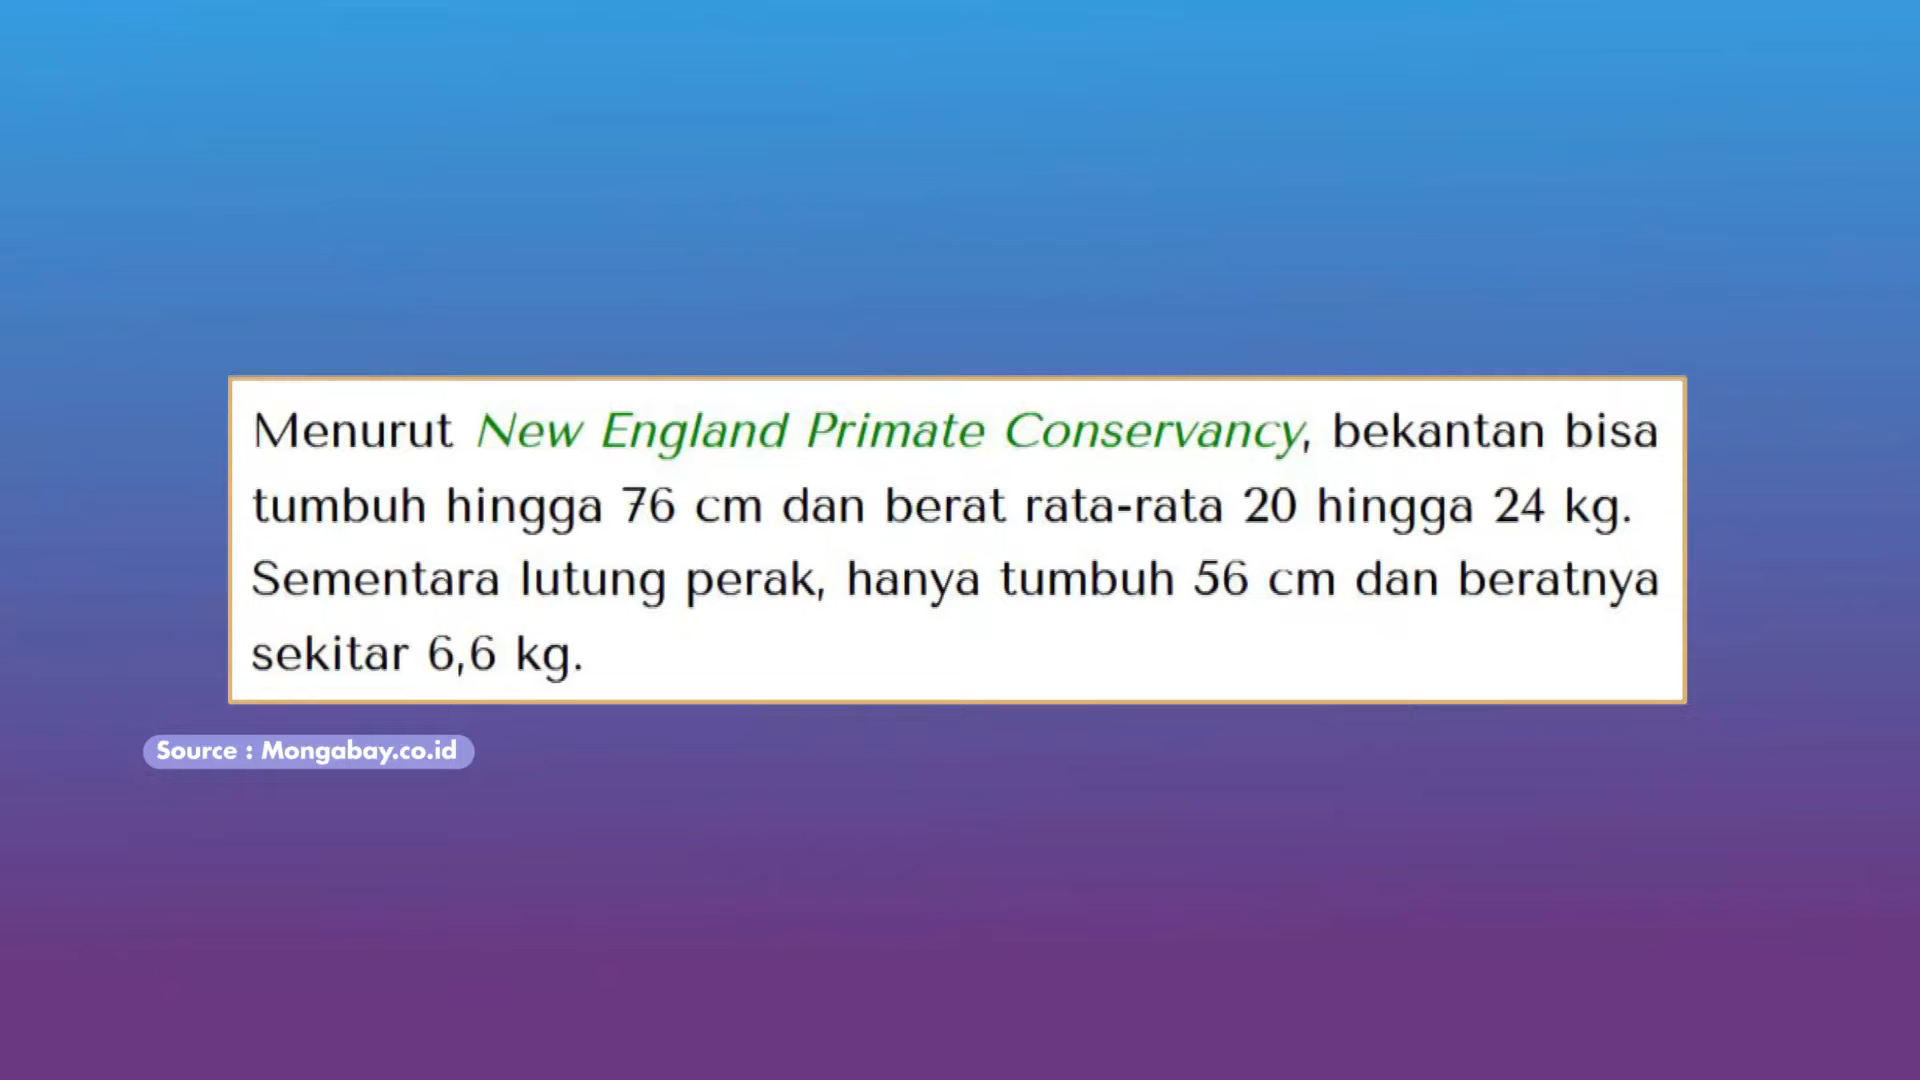 Menurut New England Primate Conservancy, bekantan bisa
tumbuh hingga 76 cm dan berat rata-rata 20 hingga 24 kg.
Sementara lutung perak, hanya tumbuh 56 cm dan beratnya
sekitar 6,6 kg.
Source : Mongabay.co.id